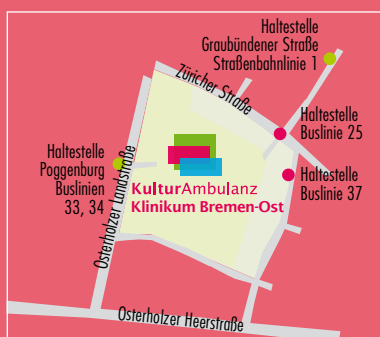 Haltestelle
Graubündener Straße
Straßenbahnlinie 1
Züricher Straße
Haltestelle
Buslinie 25
Haltestelle
Poggenburg
Buslinien
33, 34
Haltestelle
Buslinie 37
KulturAmbulanz
Klinikum Bremen-Ost
Osterholzer Landstraße
Osterholzer Heerstraße